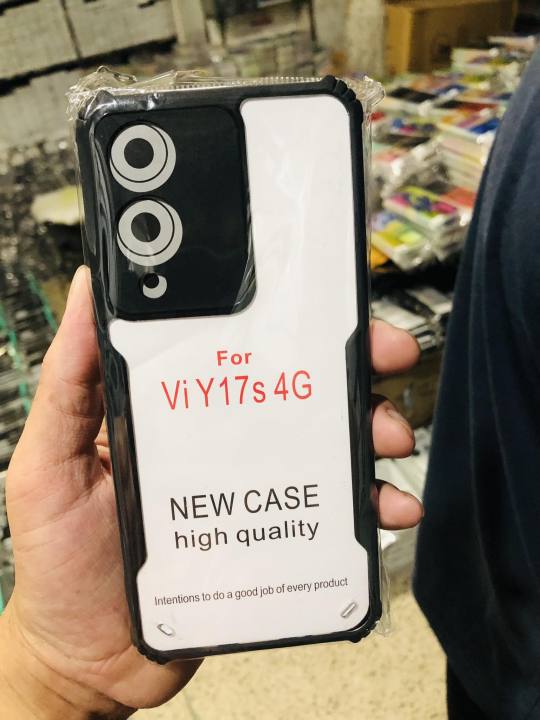 For
Vi Y17s 4G
NEW CASE
high quality
Intentions to do a good job of every product